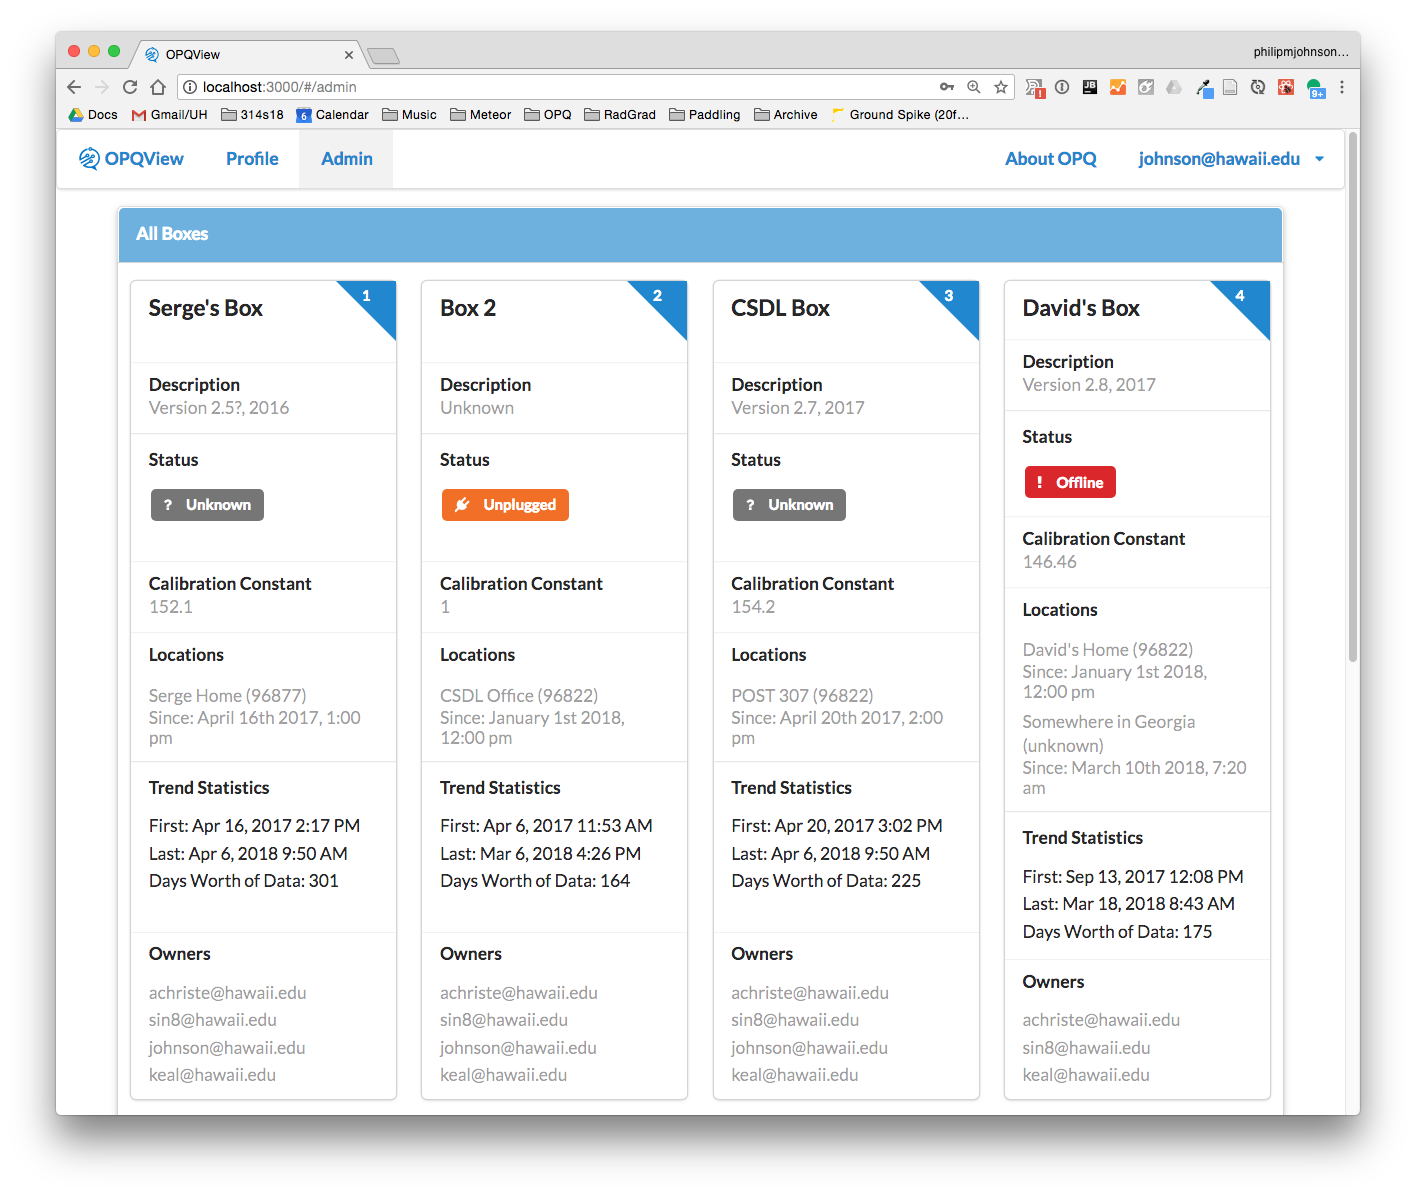 OPQView
philipmjohnson...
localhost:3000/#/admin
Docs Gmail/UH 314s18 6 Calendar Music Meteor OPQ RadGrad Paddling Archive Ground Spike (20f...
JB
9+
OPQView Profile Admin About OPQ johnson@hawaii.edu
All Boxes
Serge's Box
1
Description
Version 2.5?, 2016
Status
? Unknown
Calibration Constant
152.1
Locations
Serge Home (96877)
Since: April 16th 2017, 1:00
pm
Trend Statistics
First: Apr 16, 2017 2:17 PM
Last: Apr 6, 2018 9:50 AM
Days Worth of Data: 301
Owners
achriste@hawaii.edu
sin8@hawaii.edu
johnson@hawaii.edu
keal@hawaii.edu
Box 2
2
Description
Unknown
Status
Unplugged
Calibration Constant
1
Locations
CSDL Office (96822)
Since: January 1st 2018,
12:00 pm
Trend Statistics
First: Apr 6, 2017 11:53 AM
Last: Mar 6, 2018 4:26 PM
Days Worth of Data: 164
Owners
achriste@hawaii.edu
sin8@hawaii.edu
johnson@hawaii.edu
keal@hawaii.edu
CSDL Box
3
Description
Version 2.7, 2017
Status
? Unknown
Calibration Constant
154.2
Locations
POST 307 (96822)
Since: April 20th 2017, 2:00
pm
Trend Statistics
First: Apr 20, 2017 3:02 PM
Last: Apr 6, 2018 9:50 AM
Days Worth of Data: 225
Owners
achriste@hawaii.edu
sin8@hawaii.edu
johnson@hawaii.edu
keal@hawaii.edu
David's Box
4
Description
Version 2.8, 2017
Status
! Offline
Calibration Constant
146.46
Locations
David's Home (96822)
Since: January 1st 2018,
12:00 pm
Somewhere in Georgia
(unknown)
Since: March 10th 2018, 7:20
am
Trend Statistics
First: Sep 13, 2017 12:08 PM
Last: Mar 18, 2018 8:43 AM
Days Worth of Data: 175
Owners
achriste@hawaii.edu
sin8@hawaii.edu
keal@hawaii.edu